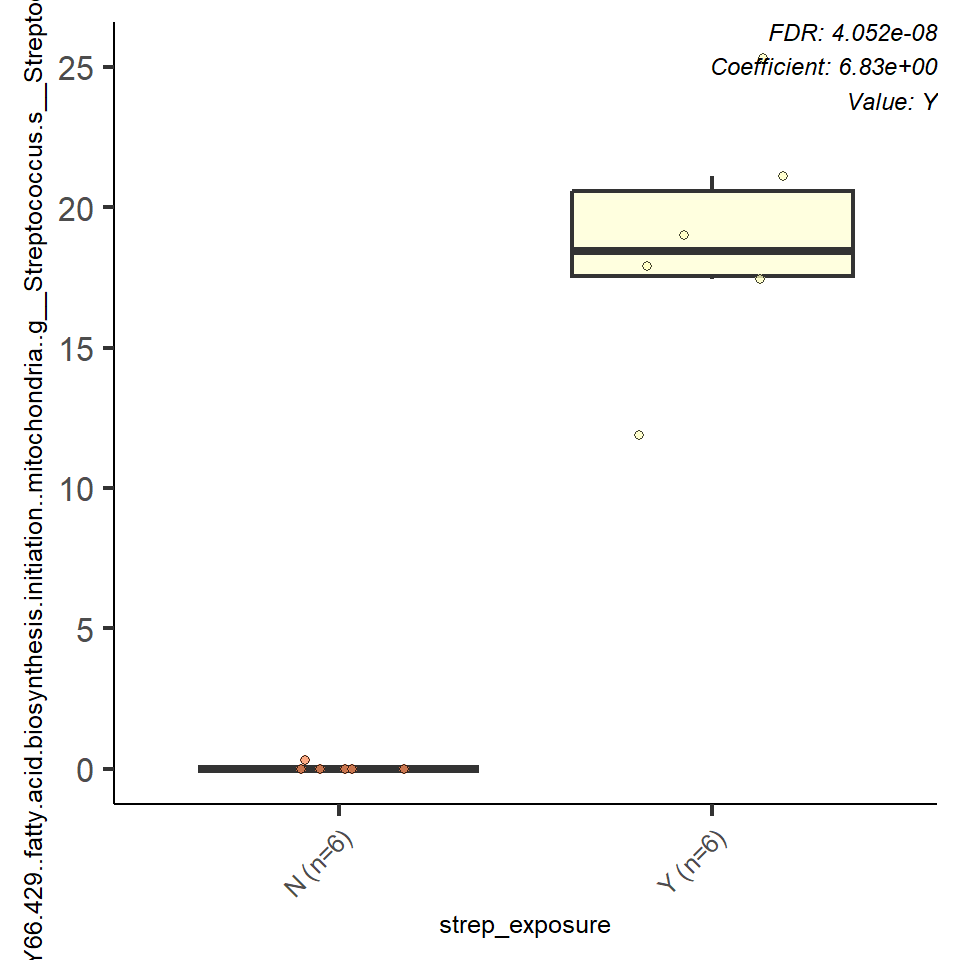 FDR: 4.052e-08
Coefficient: 6.83e+00
Value: Y
25
20
15
10
5
0
Y66.429..fatty.acid.biosynthesis.initiation..mitochondria..g__Streptococcus.s__Streptoc
N (n=6)
Y (n=6)
strep_exposure